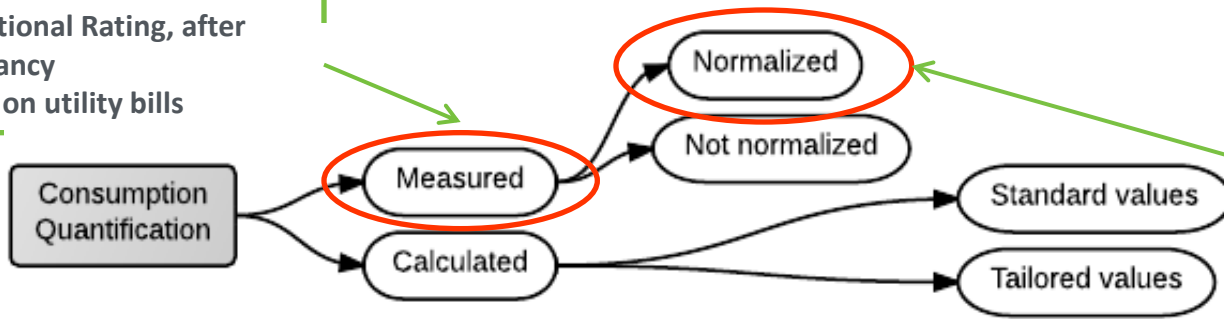 tional Rating, after
ancy
on utility bills
Normalized
Not normalized
Measured
Consumption
Quantification
Calculated
Standard values
Tailored values